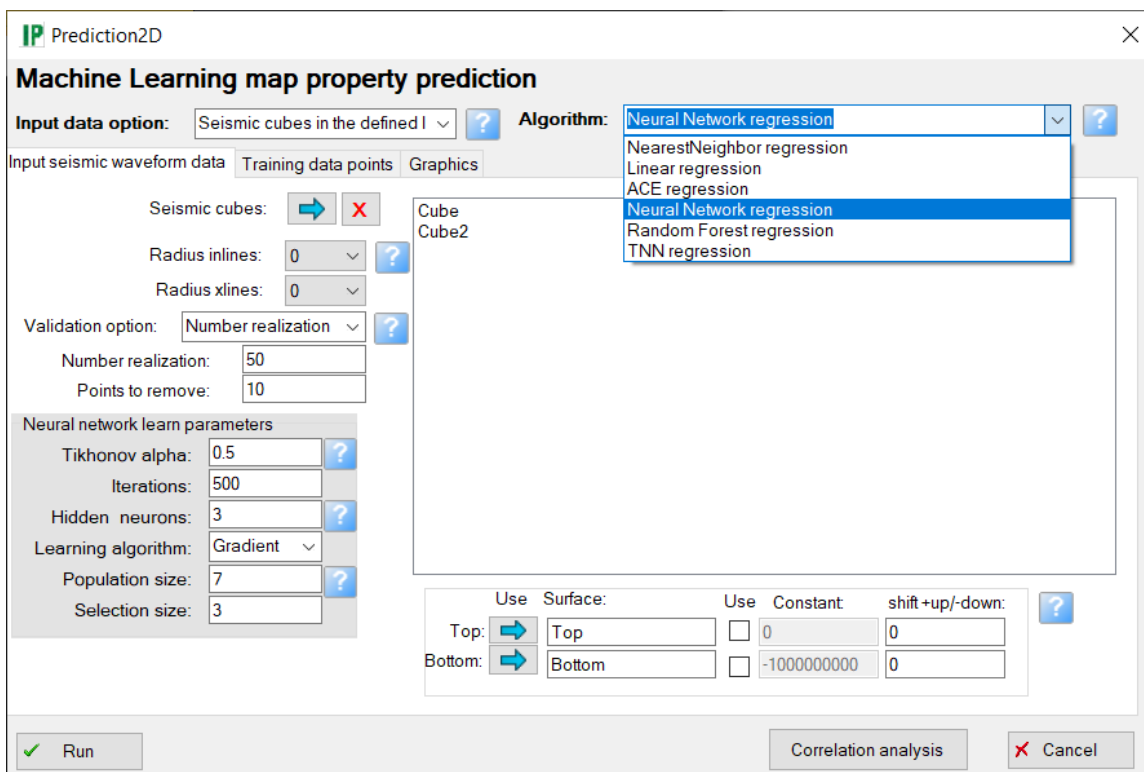 IP Prediction2D
Machine Learning map property prediction
Input data option: Seismic cubes in the defined l ? Algorithm: Neural Network regression ?
NearestNeighbor regression
Linear regression
ACE regression
Neural Network regression
Random Forest regression
TNN regression
Input seismic waveform data Training data points Graphics
Seismic cubes: X
Cube
Cube2
Radius inlines: 0 ?
Radius xlines: 0
Validation option: Number realization ?
Number realization: 50
Points to remove: 10
Neural network learn parameters
Tikhonov alpha: 0.5 ?
Iterations: 500
Hidden neurons: 3 ?
Learning algorithm: Gradient
Population size: 7 ?
Selection size: 3
Use Surface: Use Constant: shift +up/-down: ?
Top: Top 0 0
Bottom: Bottom -1000000000 0
Run Correlation analysis Cancel